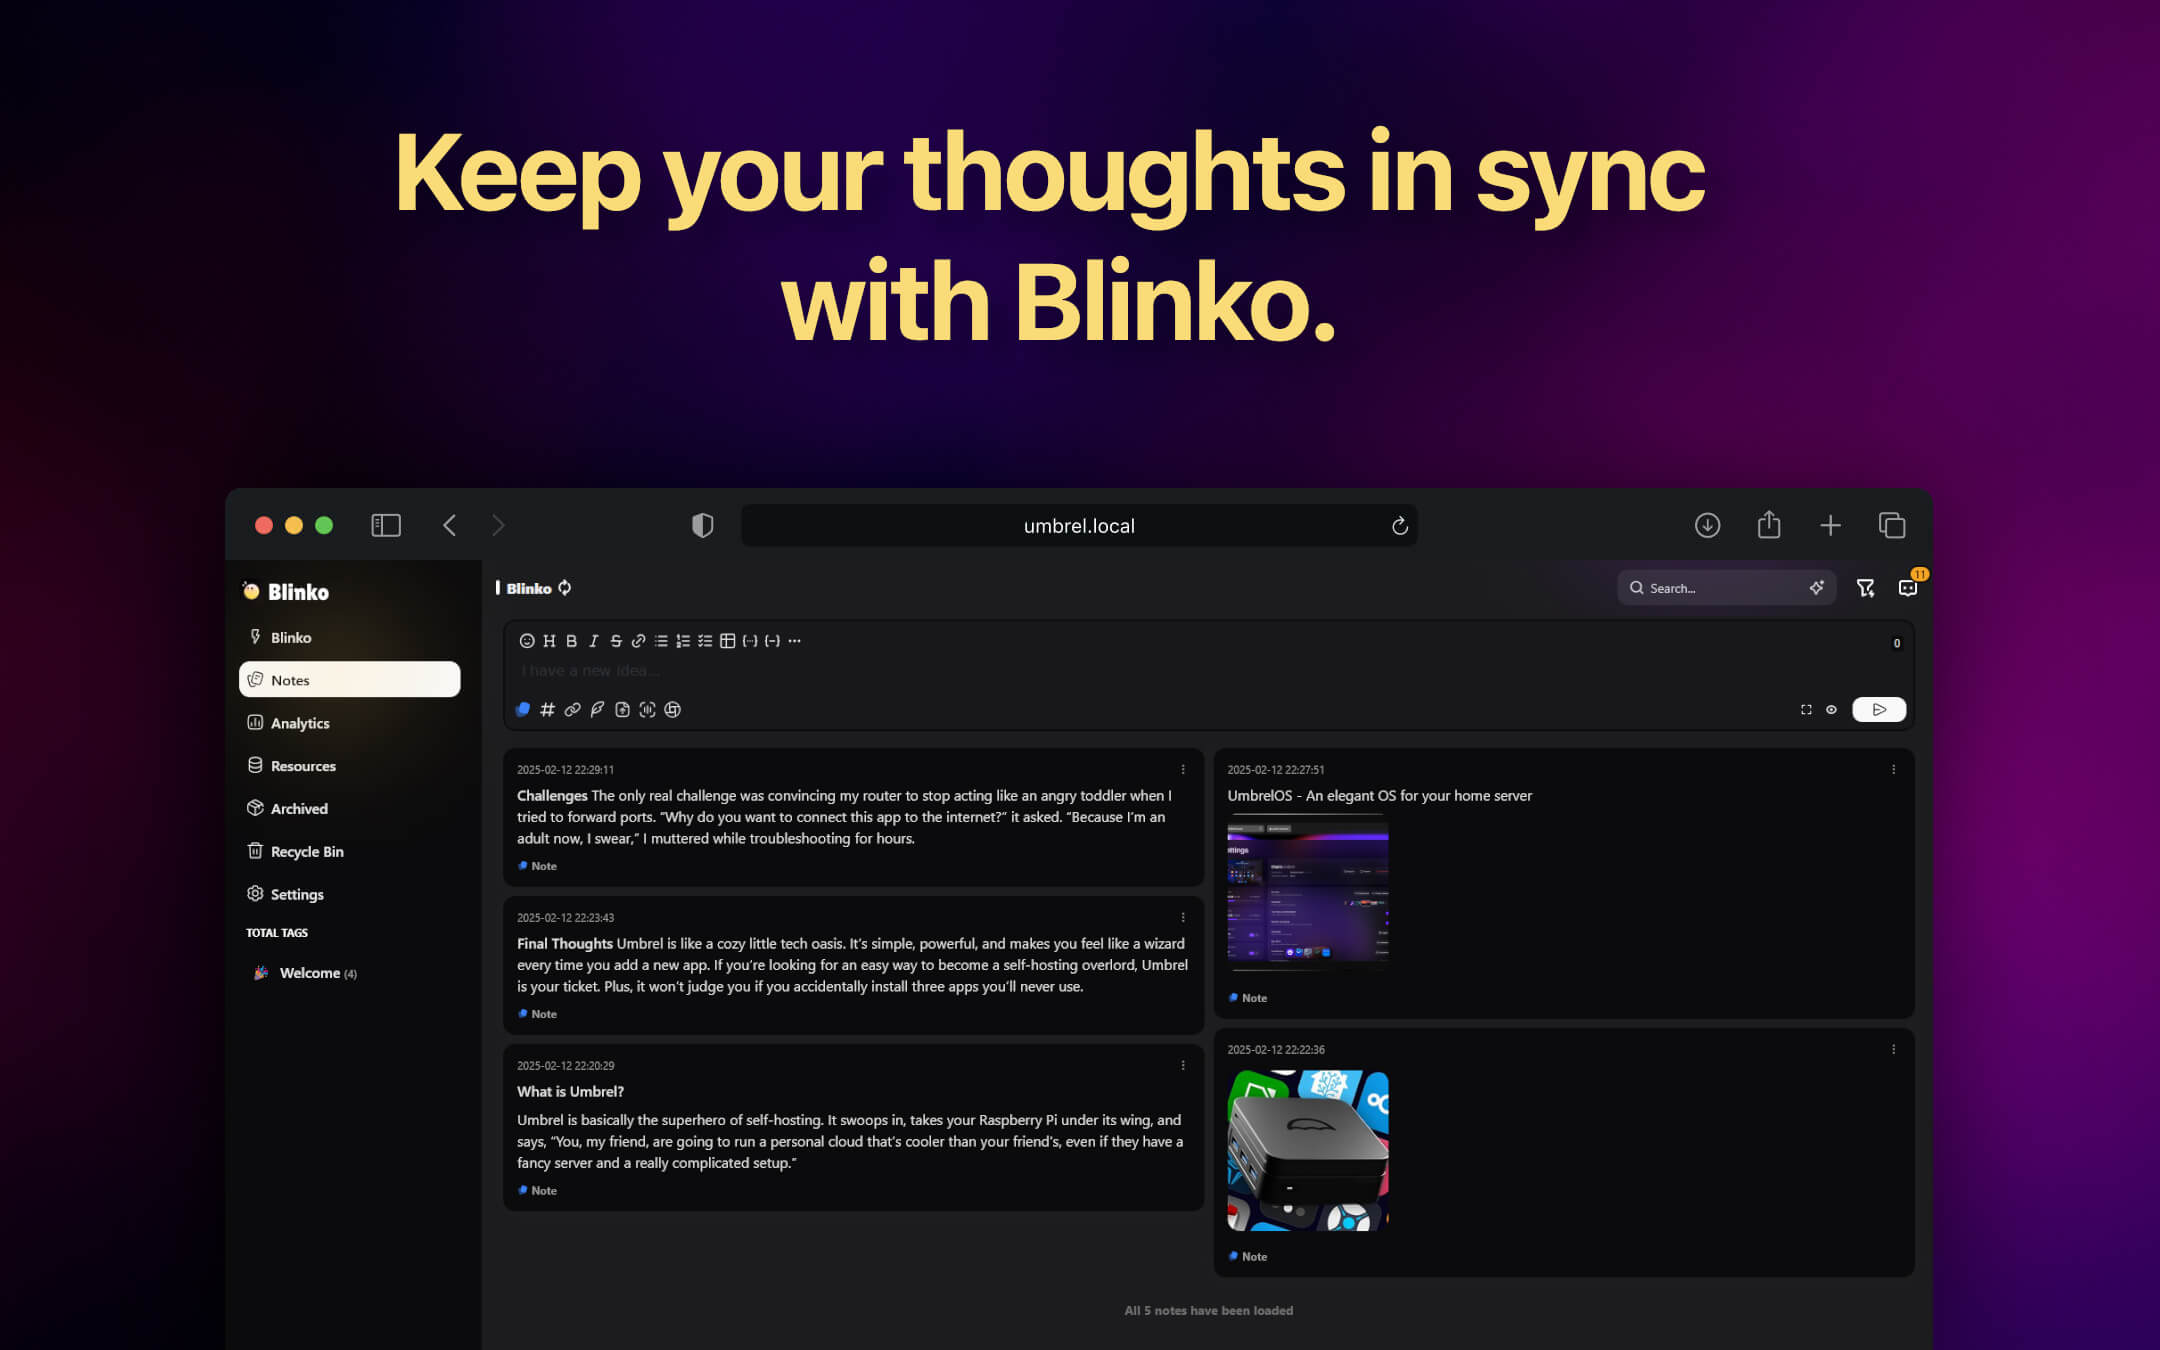 Keep your thoughts in sync
with Blinko.
umbrel.local
Blinko
Blinko
Notes
Analytics
Resources
Archived
Recycle Bin
Settings
TOTAL TAGS
Welcome (4)
Blinko
Search...
11
0
I have a new idea...
2025-02-12 22:29:11
Challenges The only real challenge was convincing my router to stop acting like an angry toddler when I
tried to forward ports. “Why do you want to connect this app to the internet?” it asked. “Because I’m an
adult now, I swear,” I muttered while troubleshooting for hours.
Note
2025-02-12 22:23:43
Final Thoughts Umbrel is like a cozy little tech oasis. It’s simple, powerful, and makes you feel like a wizard
every time you add a new app. If you’re looking for an easy way to become a self-hosting overlord, Umbrel
is your ticket. Plus, it won’t judge you if you accidentally install three apps you’ll never use.
Note
2025-02-12 22:20:29
What is Umbrel?
Umbrel is basically the superhero of self-hosting. It swoops in, takes your Raspberry Pi under its wing, and
says, “You, my friend, are going to run a personal cloud that’s cooler than your friend’s, even if they have a
fancy server and a really complicated setup.”
Note
2025-02-12 22:27:51
UmbrelOS - An elegant OS for your home server
Note
2025-02-12 22:22:36
Note
All 5 notes have been loaded